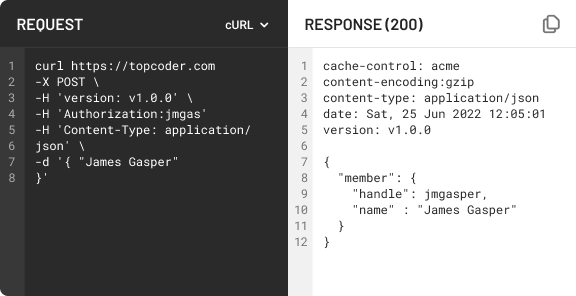 REQUEST
cURL
1 curl https://topcoder.com
2 -X POST \
3 -H 'version: v1.0.0' \
4 -H 'Authorization:jmgas'
5 -H 'Content-Type: application/
6 json' \
7 -d '{ "James Gasper"
8 }'
RESPONSE (200)
1 cache-control: acme
2 content-encoding:gzip
3 content-type: application/json
4 date: Sat, 25 Jun 2022 12:05:01
5 version: v1.0.0
6
7 {
8 "member": {
9 "handle": jmgasper,
10 "name" : "James Gasper"
11 }
12 }